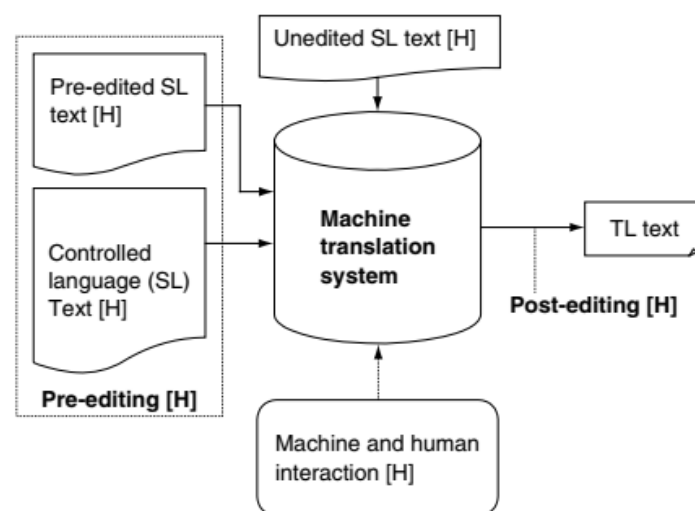 Unedited SL text [H]
Pre-edited SL
text [H]
Controlled
language (SL)
Text [H]
Pre-editing [H]
Machine
translation
system
TL text
Post-editing [H]
Machine and human
interaction [H]